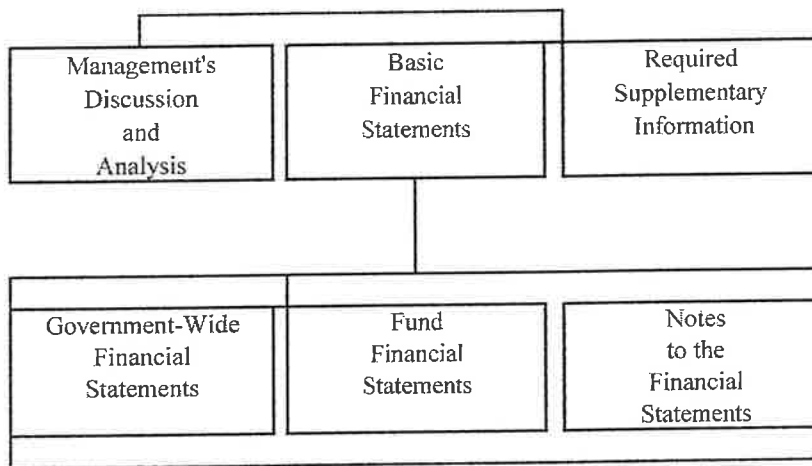 Management's
Discussion
and
Analysis
Basic
Financial
Statements
Required
Supplementary
Information
Government-Wide
Financial
Statements
Fund
Financial
Statements
Notes
to the
Financial
Statements